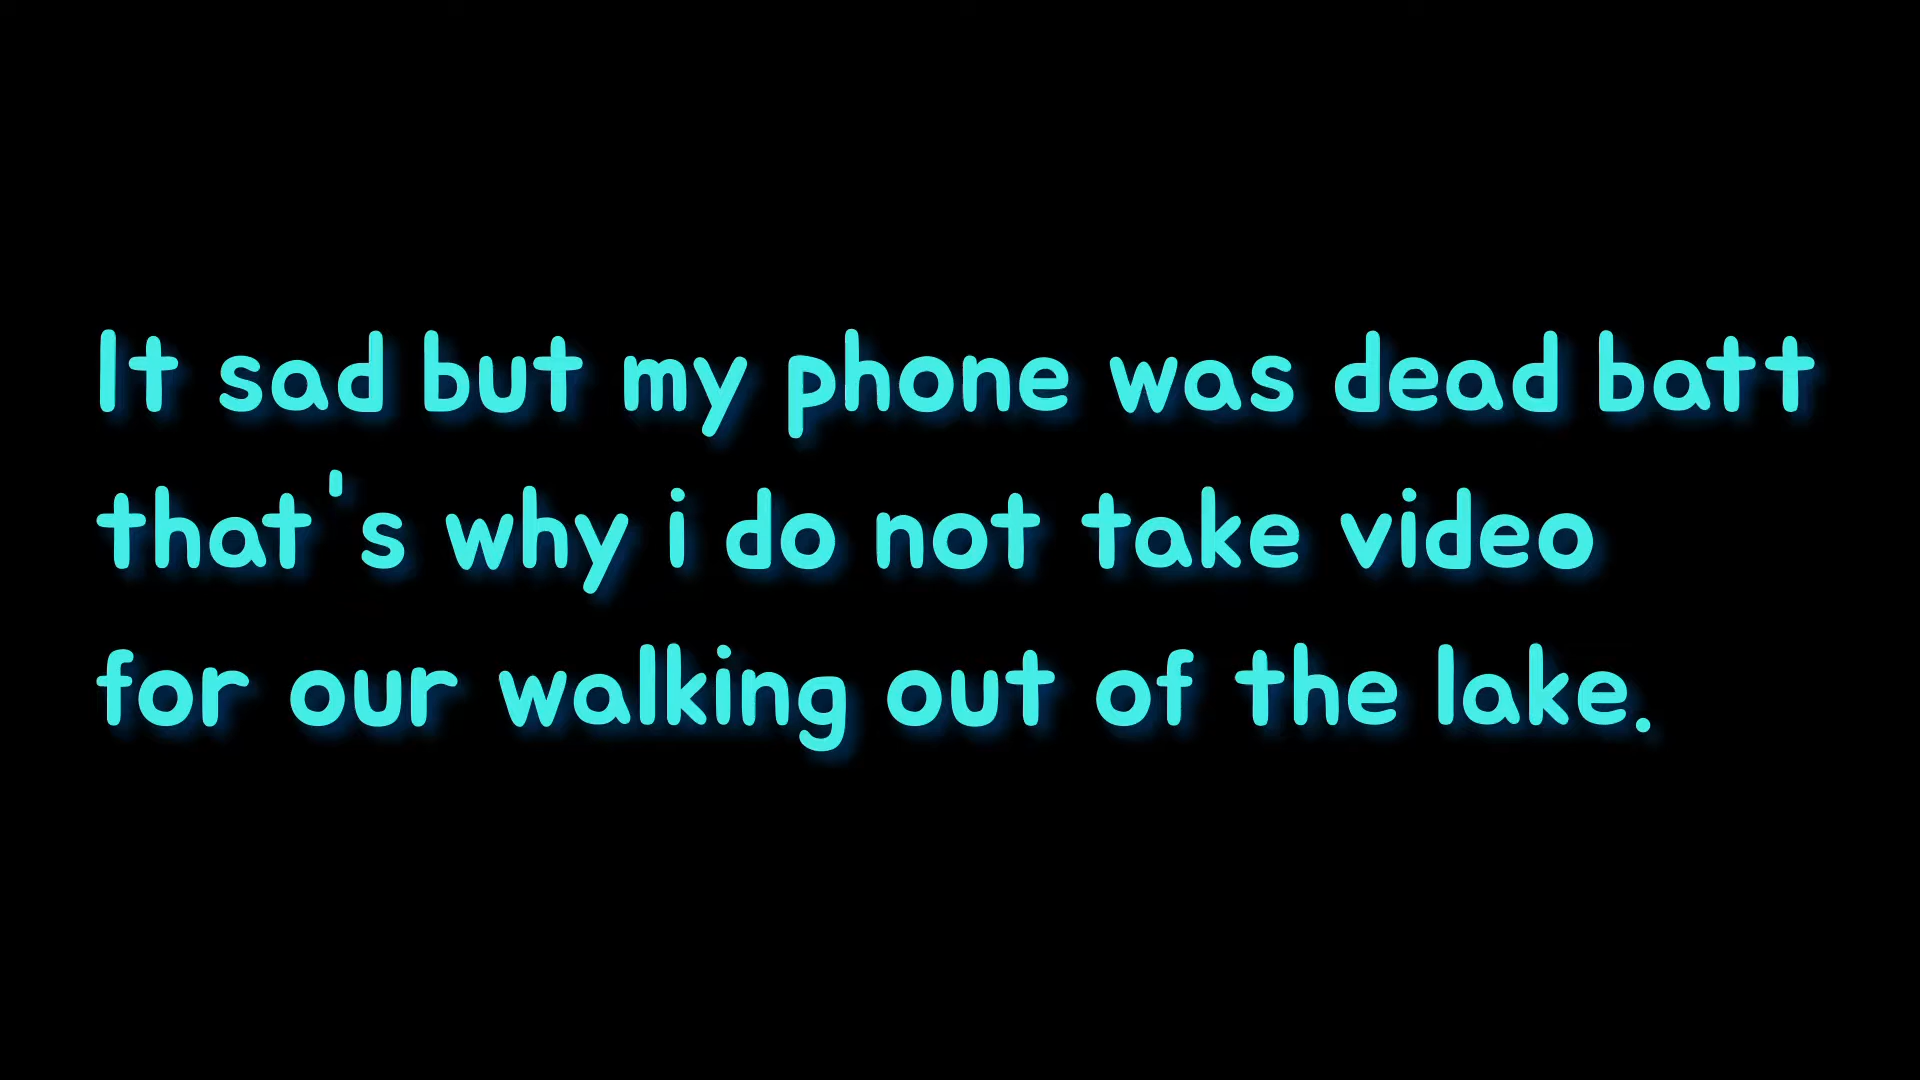 It sad but my phone was dead batt
that's why i do not take video
for our walking out of the lake.